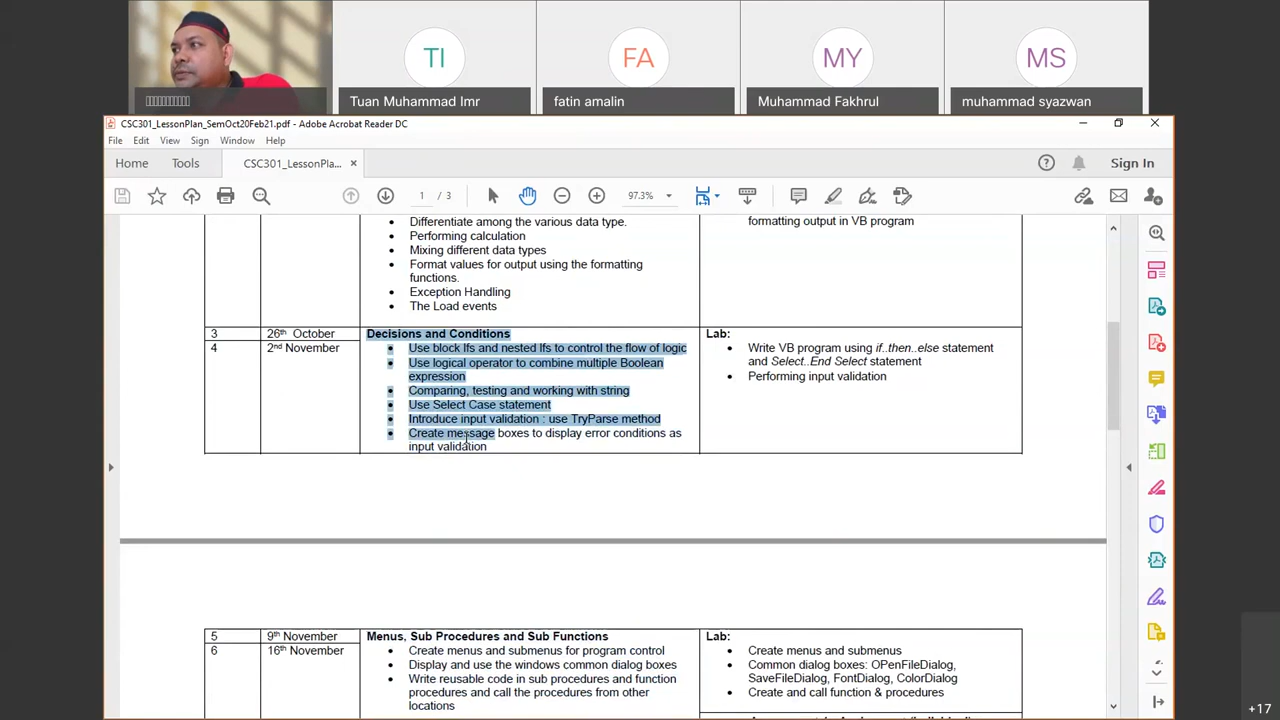 TI
FA
MY
MS
Tuan Muhammad Imr
fatin amalin
Muhammad Fakhrul
muhammad syazwan
CSC301_LessonPlan_SemOct20Feb21.pdf - Adobe Acrobat Reader DC
File Edit View Sign Window Help
Home Tools CSC301_LessonPla... × Sign In
1 / 3 97.3%
• Differentiate among the various data type.
• Performing calculation
• Mixing different data types
• Format values for output using the formatting
functions.
• Exception Handling
• The Load events
formatting output in VB program
3 26th October
4 2nd November
Decisions and Conditions
• Use block Ifs and nested Ifs to control the flow of logic
• Use logical operator to combine multiple Boolean
expression
• Comparing, testing and working with string
• Use Select Case statement
• Introduce input validation : use TryParse method
• Create message boxes to display error conditions as
input validation
Lab:
• Write VB program using if..then..else statement
and Select..End Select statement
• Performing input validation
5 9th November
6 16th November
Menus, Sub Procedures and Sub Functions
• Create menus and submenus for program control
• Display and use the windows common dialog boxes
• Write reusable code in sub procedures and function
procedures and call the procedures from other
locations
Lab:
• Create menus and submenus
• Common dialog boxes: OPenFileDialog,
SaveFileDialog, FontDialog, ColorDialog
• Create and call function & procedures
+17